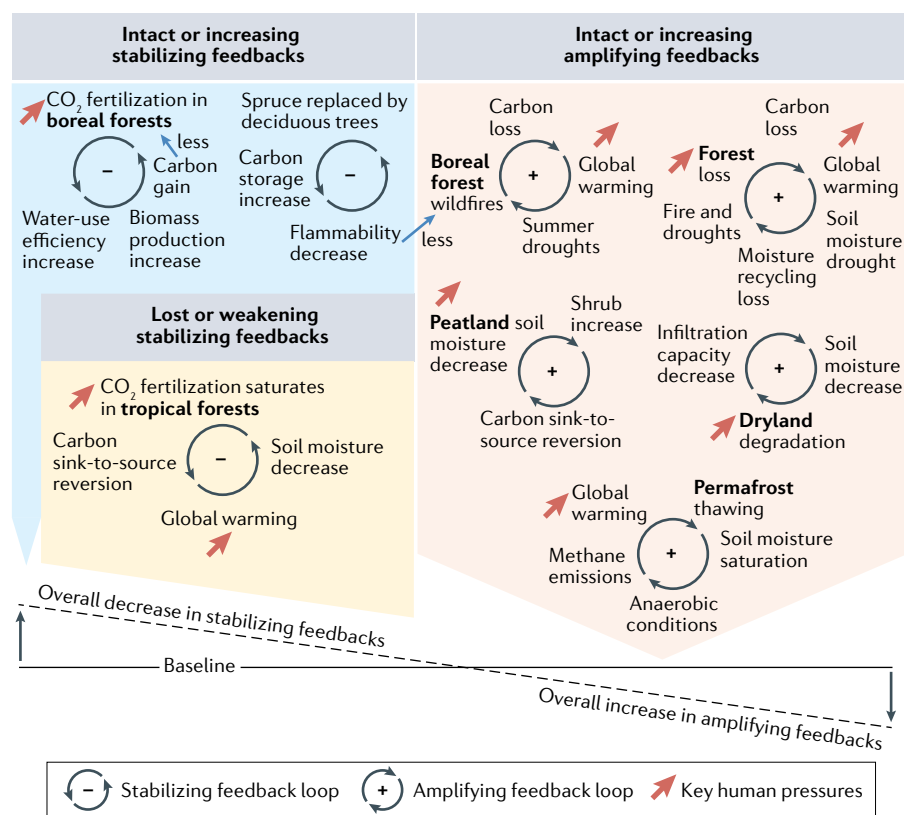 Intact or increasing
stabilizing feedbacks
Intact or increasing
amplifying feedbacks
CO2 fertilization in
boreal forests
less
Carbon
gain
Biomass
production
increase
Water-use
efficiency
increase
−
Spruce replaced by
deciduous trees
Carbon
storage
increase
−
Flammability
decrease
less
Carbon
loss
Boreal
forest
wildfires
+
Global
warming
Summer
droughts
Carbon
loss
Forest
loss
+
Global
warming
Fire and
droughts
Soil
moisture
drought
Moisture
recycling
loss
Lost or weakening
stabilizing feedbacks
CO2 fertilization saturates
in tropical forests
Carbon
sink-to-source
reversion
−
Soil moisture
decrease
Global warming
Peatland soil
moisture
decrease
Shrub
increase
+
Carbon sink-to-
source reversion
Infiltration
capacity
decrease
+
Soil
moisture
decrease
Dryland
degradation
Global
warming
Permafrost
thawing
Soil moisture
saturation
+
Methane
emissions
Anaerobic
conditions
Overall decrease in stabilizing feedbacks
Baseline
Overall increase in amplifying feedbacks
− Stabilizing feedback loop + Amplifying feedback loop Key human pressures